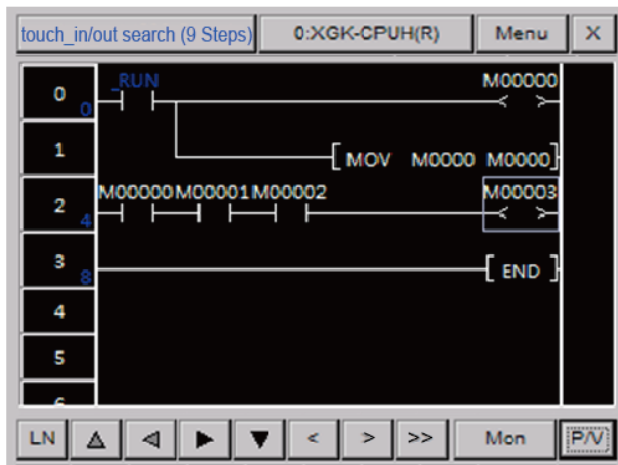 touch_in/out search (9 Steps) 0:XGK-CPUH(R) Menu X
0 0 _RUN M00000
1 MOV M0000 M0000
2 4 M00000 M00001 M00002 M00003
3 8 END
4
5
LN < > >> Mon P/V